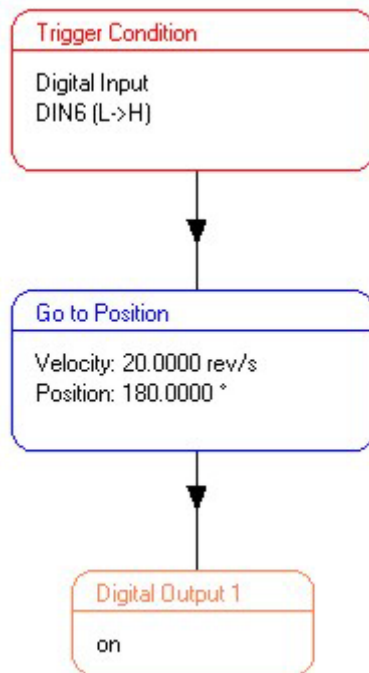 Trigger Condition
Digital Input
DIN6 (L->H)
Go to Position
Velocity: 20.0000 rev/s
Position: 180.0000 °
Digital Output 1
on